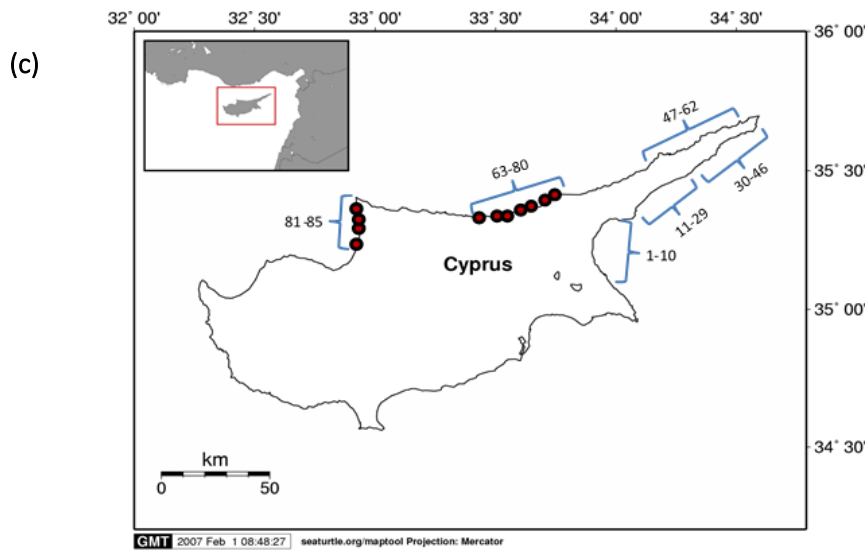 (c)
32˚ 00' 32˚ 30' 33˚ 00' 33˚ 30' 34˚ 00'
36˚ 00'
47-62
63-80
35˚ 30'
30-46
81-85
11-29
1-10
Cyprus
35˚ 00'
km
34˚ 30'
0 50
GMT 2007 Feb 1 08:48:27 seaturtle.org/maptool Projection: Mercator